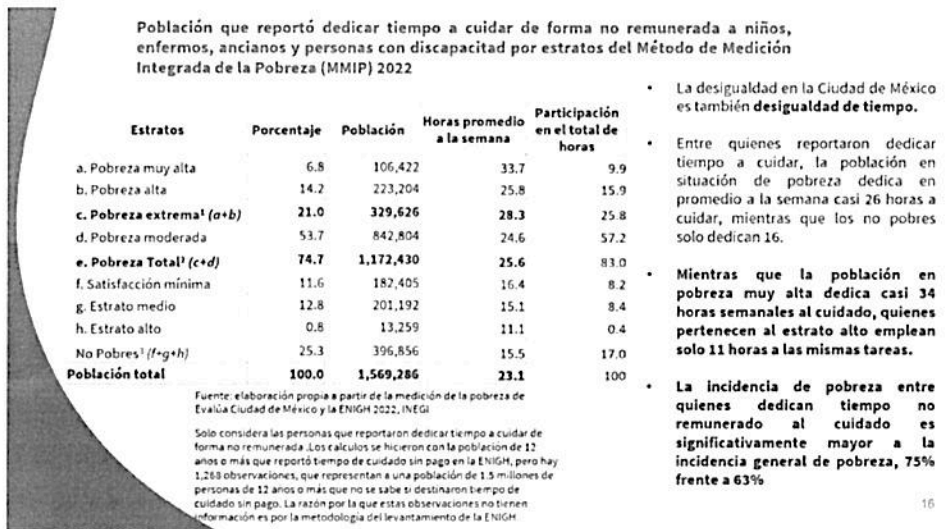 Población que reportó dedicar tiempo a cuidar de forma no remunerada a niños,
enfermos, ancianos y personas con discapacitad por estratos del Método de Medición
Integrada de la Pobreza (MMIP) 2022
Estratos Porcentaje Población Horas promedio a la semana Participación en el total de horas
a. Pobreza muy alta 6.8 106,422 33.7 9.9
b. Pobreza alta 14.2 223,204 25.8 15.9
c. Pobreza extrema¹ (a+b) 21.0 329,626 28.3 25.8
d. Pobreza moderada 53.7 842,804 24.6 57.2
e. Pobreza Total² (c+d) 74.7 1,172,430 25.6 83.0
f. Satisfacción mínima 11.6 182,405 16.4 8.2
g. Estrato medio 12.8 201,192 15.1 8.4
h. Estrato alto 0.8 13,259 11.1 0.4
No Pobres³ (f+g+h) 25.3 396,856 15.5 17.0
Población total 100.0 1,569,286 23.1 100
Fuente: elaboración propia a partir de la medición de la pobreza de
Evalúa Ciudad de México y la ENIGH 2022, INEGI
Solo considera las personas que reportaron dedicar tiempo a cuidar de
forma no remunerada .Los calculos se hicieron con la población de 12
anos o más que reportó tiempo de cuidado sin pago en la ENIGH, pero hay
1,268 observaciones, que representan a una población de 1.5 millones de
personas de 12 anos o más que no se sabe si destinaron tiempo de
cuidado sin pago. La razón por la que estas observaciones no tienen
información es por la metodología del levantamiento de la ENIGH
• La desigualdad en la Ciudad de México
es también desigualdad de tiempo.
• Entre quienes reportaron dedicar
tiempo a cuidar, la población en
situación de pobreza dedica en
promedio a la semana casi 26 horas a
cuidar, mientras que los no pobres
solo dedican 16.
• Mientras que la población en
pobreza muy alta dedica casi 34
horas semanales al cuidado, quienes
pertenecen al estrato alto emplean
solo 11 horas a las mismas tareas.
• La incidencia de pobreza entre
quienes dedican tiempo no
remunerado al cuidado es
significativamente mayor a la
incidencia general de pobreza, 75%
frente a 63%
16